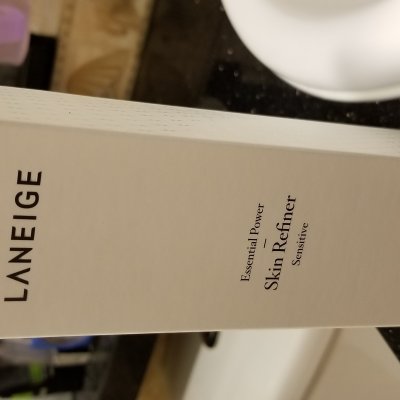 LANEIGE
Essential Power
Skin Refiner
Sensitive